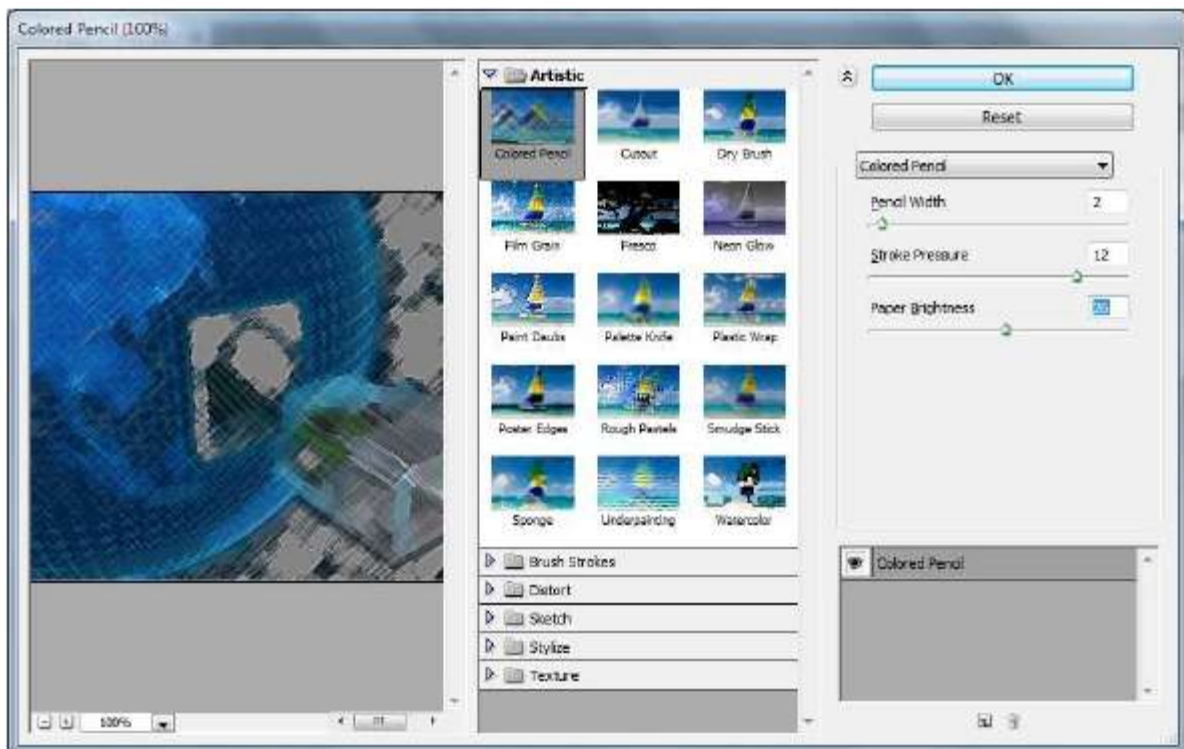 Colored Pencil (100%)
Artistic
Colored Pencil
Cutout
Dry Brush
Film Grain
Fresco
Neon Glow
Paint Daubs
Palette Knife
Plastic Wrap
Poster Edges
Rough Pastels
Smudge Stick
Sponge
Underpainting
Watercolor
Brush Strokes
Distort
Sketch
Stylize
Texture
100%
OK
Reset
Colored Pencil
Pencil Width 2
Stroke Pressure 12
Paper Brightness
Colored Pencil